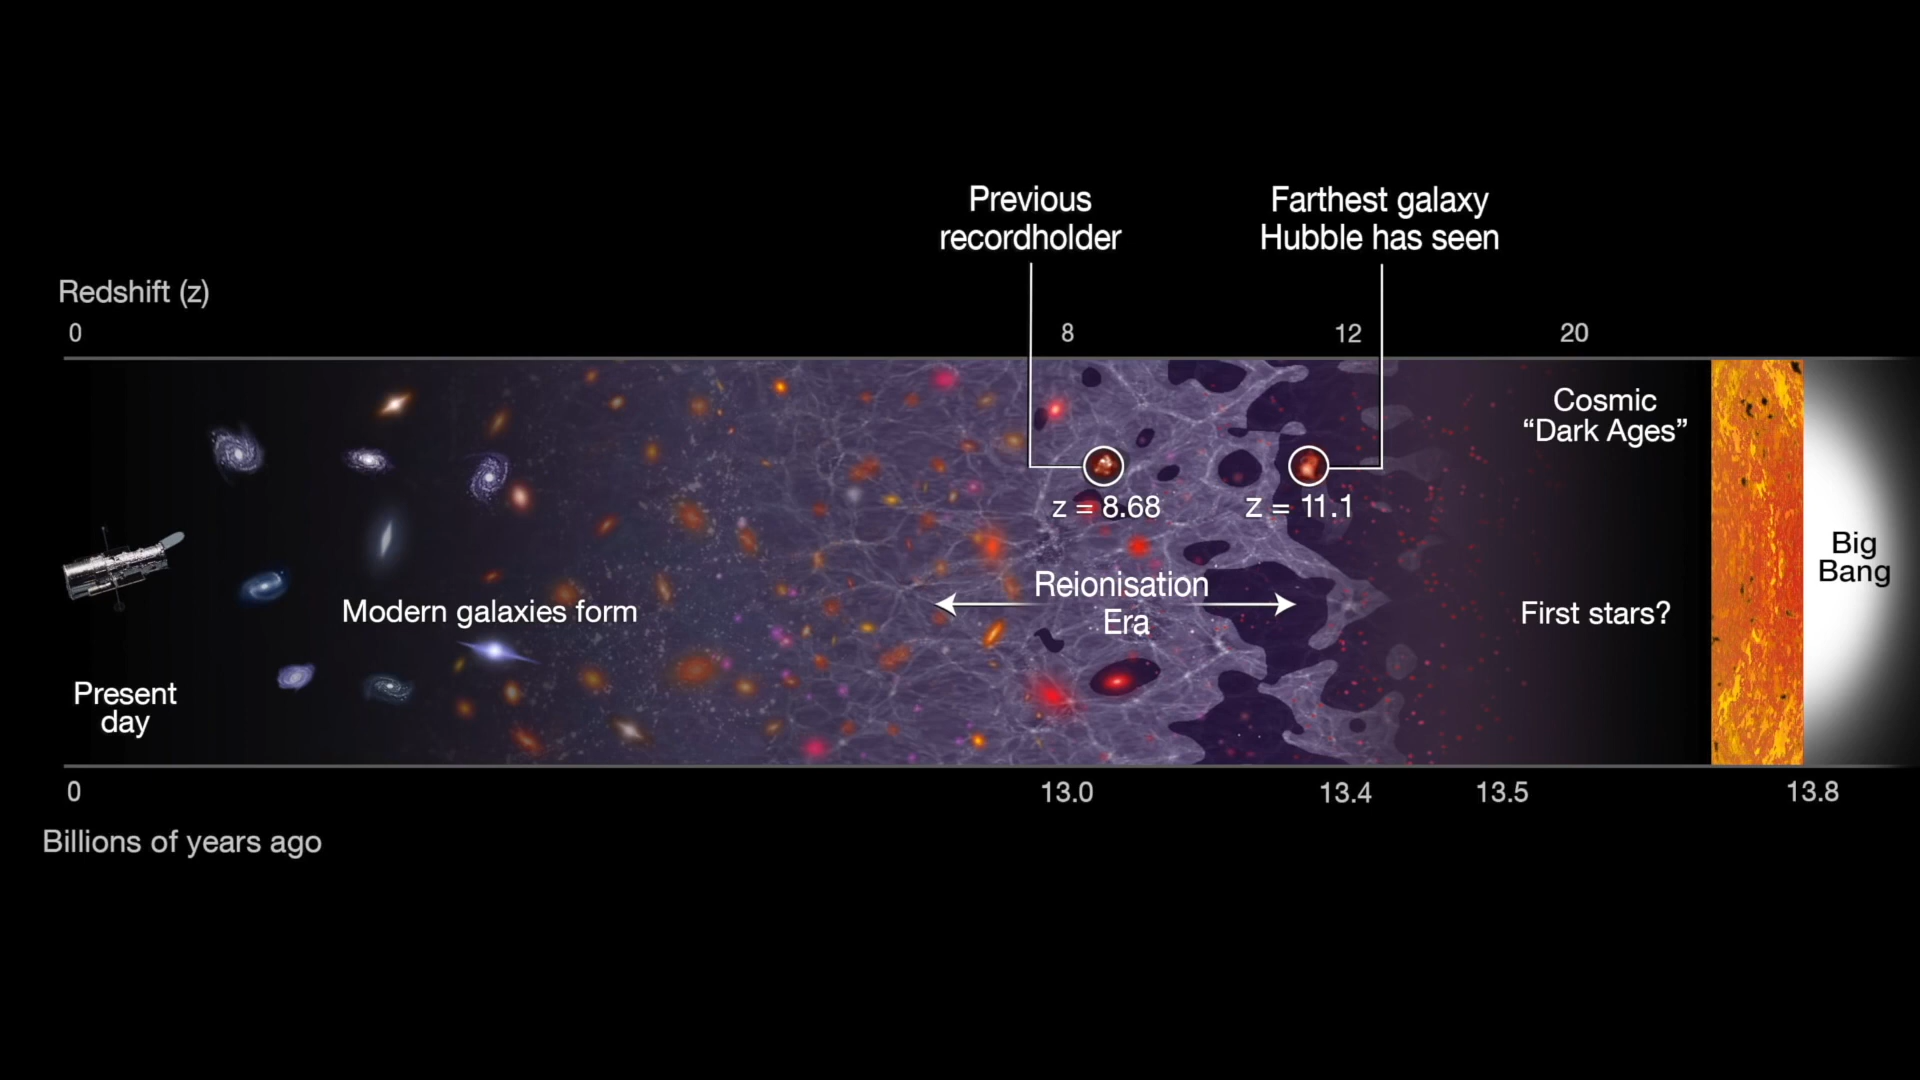 Previous
recordholder
Farthest galaxy
Hubble has seen
Redshift (z)
0
8
12
20
Cosmic
“Dark Ages”
z = 8.68
z = 11.1
Big
Bang
Reionisation
Era
Modern galaxies form
First stars?
Present
day
0
13.0
13.4
13.5
13.8
Billions of years ago